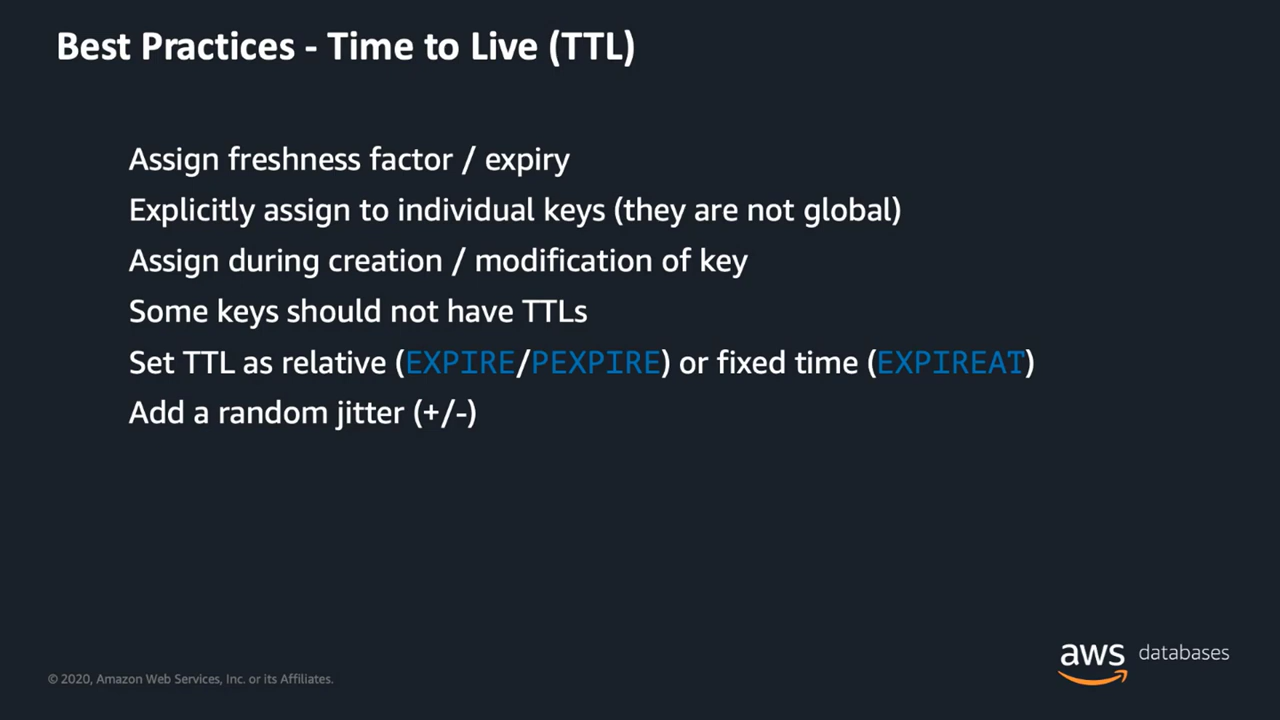 Best Practices - Time to Live (TTL)
Assign freshness factor / expiry
Explicitly assign to individual keys (they are not global)
Assign during creation / modification of key
Some keys should not have TTLs
Set TTL as relative (EXPIRE/PEXPIRE) or fixed time (EXPIREAT)
Add a random jitter (+/-)
aws databases
© 2020, Amazon Web Services, Inc. or its Affiliates.